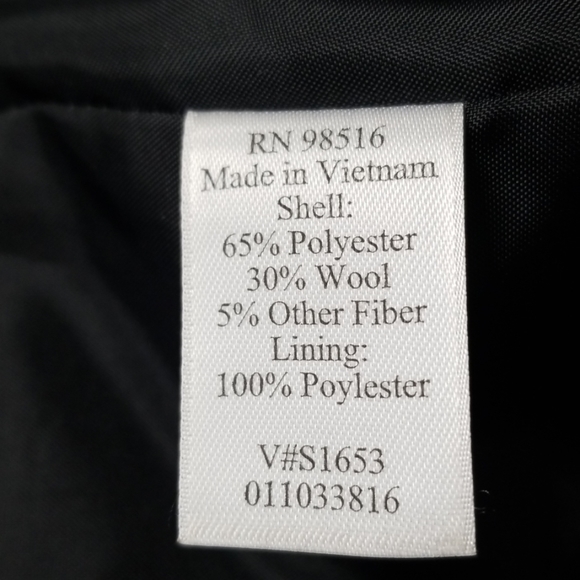 RN 98516
Made in Vietnam
Shell:
65% Polyester
30% Wool
5% Other Fiber
Lining:
100% Poylester
V#S1653
011033816